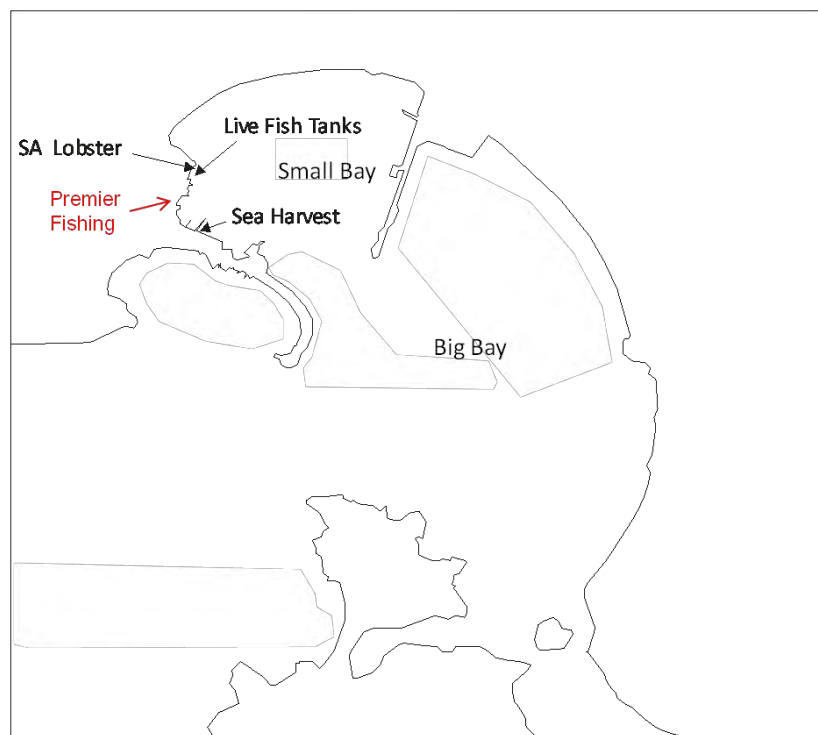 Live Fish Tanks
SA Lobster
Small Bay
Premier
Fishing
Sea Harvest
Big Bay